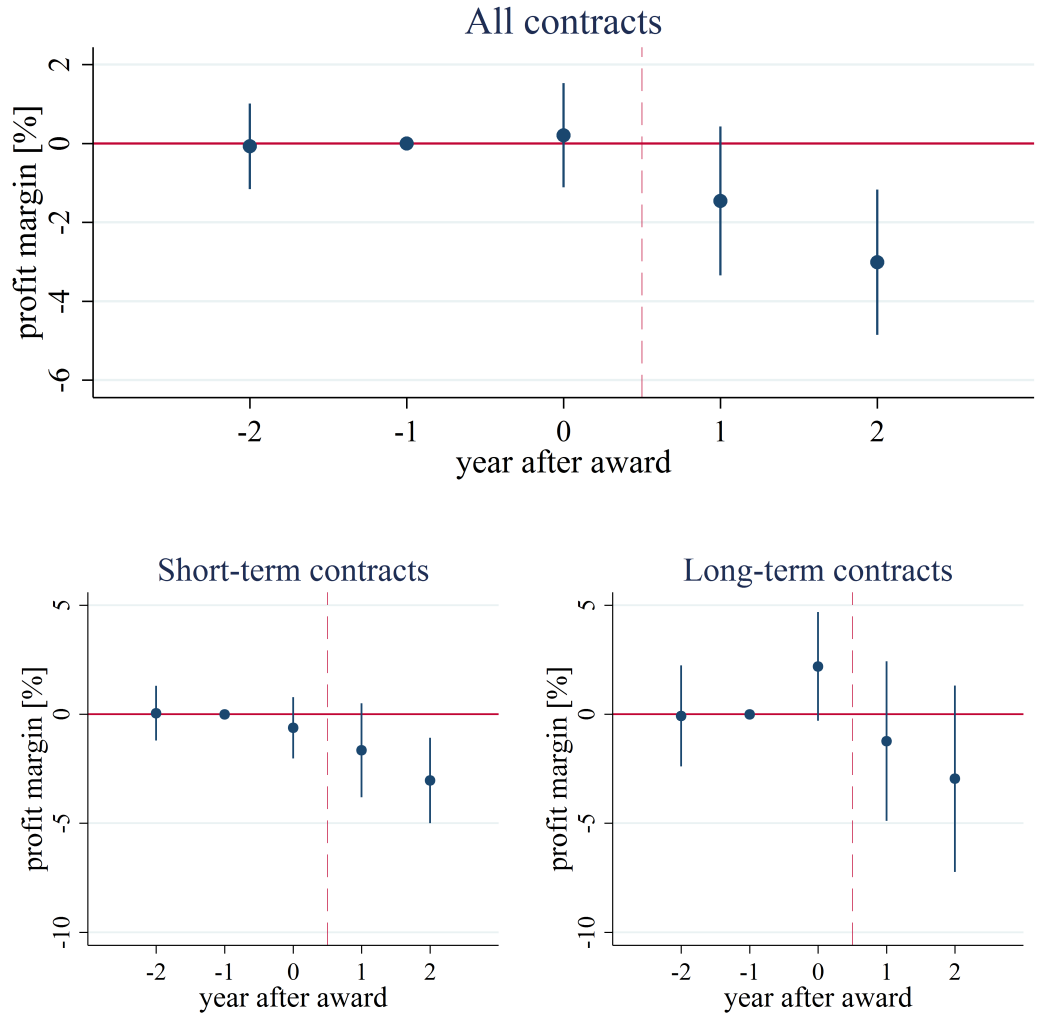 All contracts
profit margin [%]
2
0
-2
-4
-6
-2 -1 0 1 2
year after award
Short-term contracts
profit margin [%]
5
0
-5
-10
-2 -1 0 1 2
year after award
Long-term contracts
profit margin [%]
5
0
-5
-10
-2 -1 0 1 2
year after award